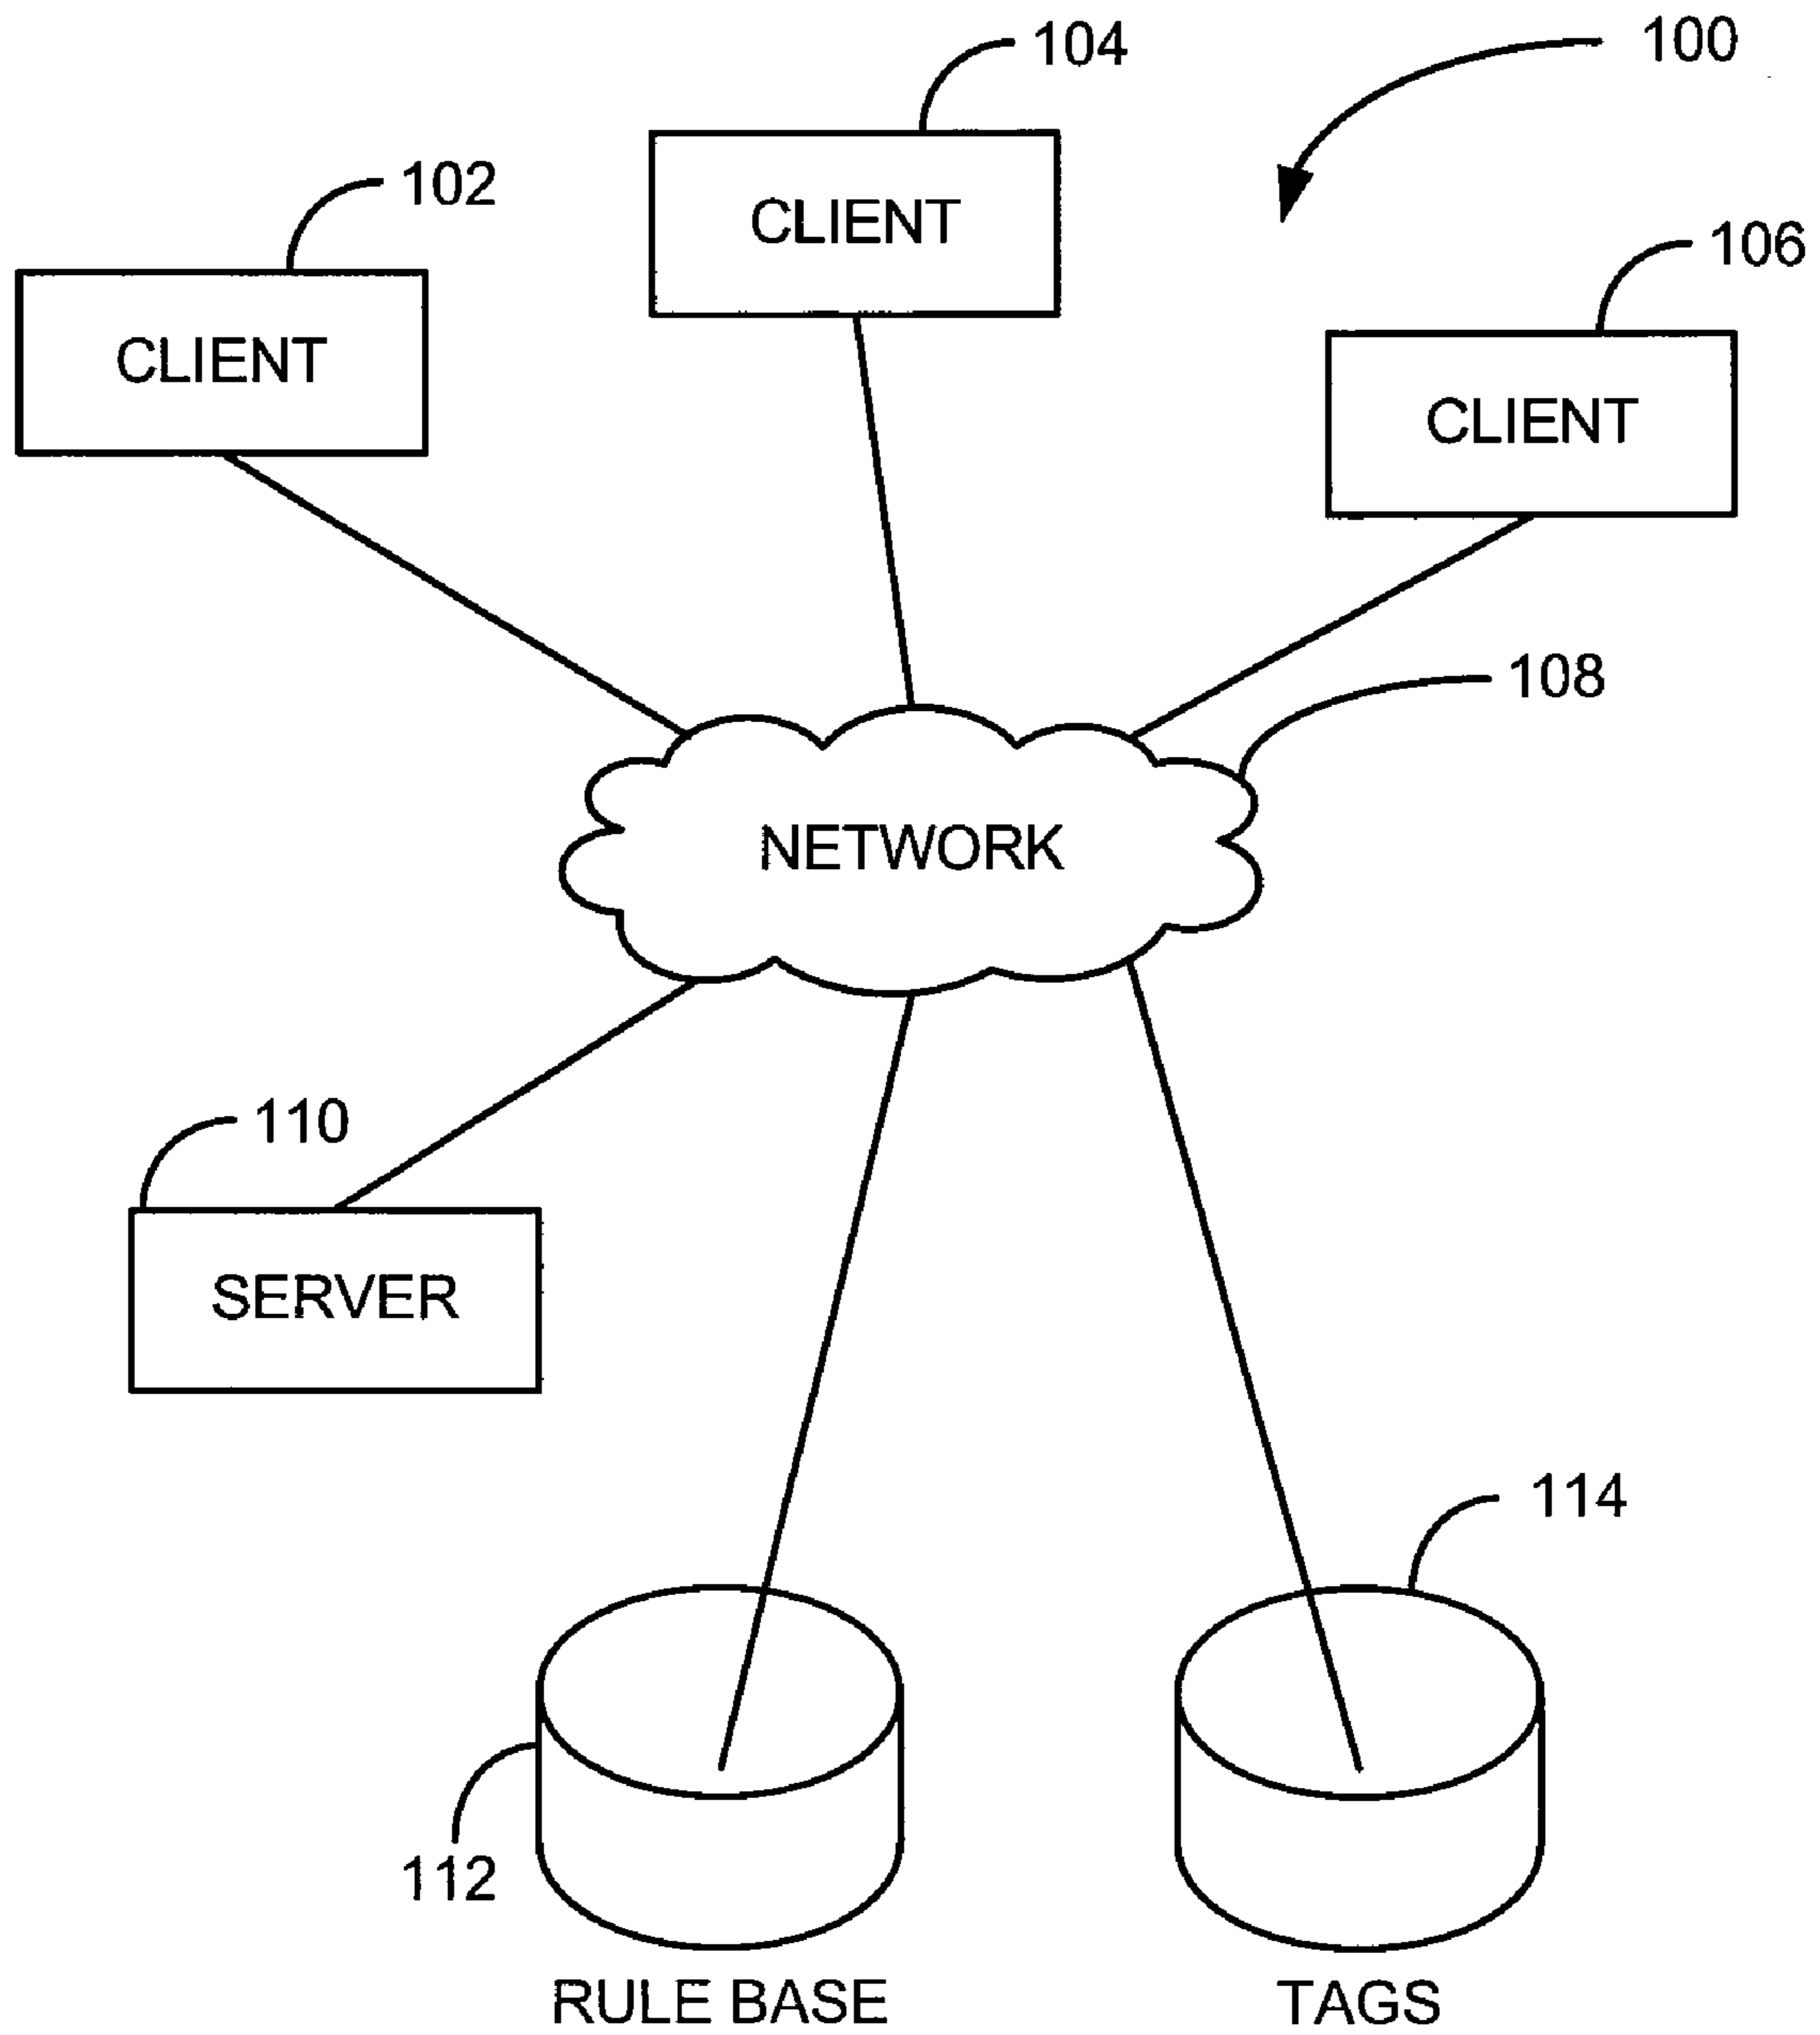 104
100
102
CLIENT
106
CLIENT
CLIENT
108
NETWORK
110
SERVER
114
112
RULE BASE
TAGS